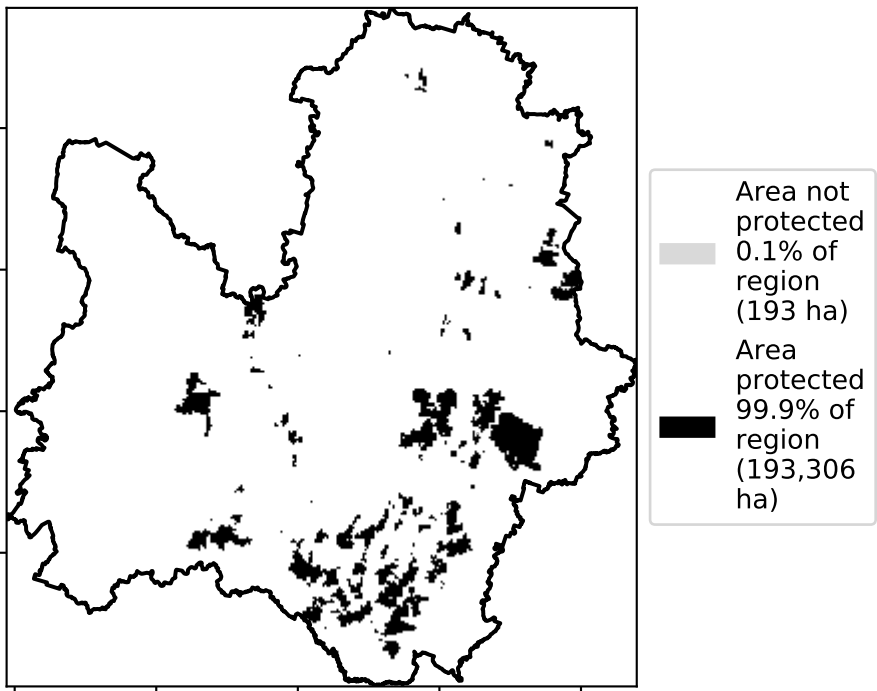 Area not
protected
0.1% of
region
(193 ha)
Area
protected
99.9% of
region
(193,306
ha)